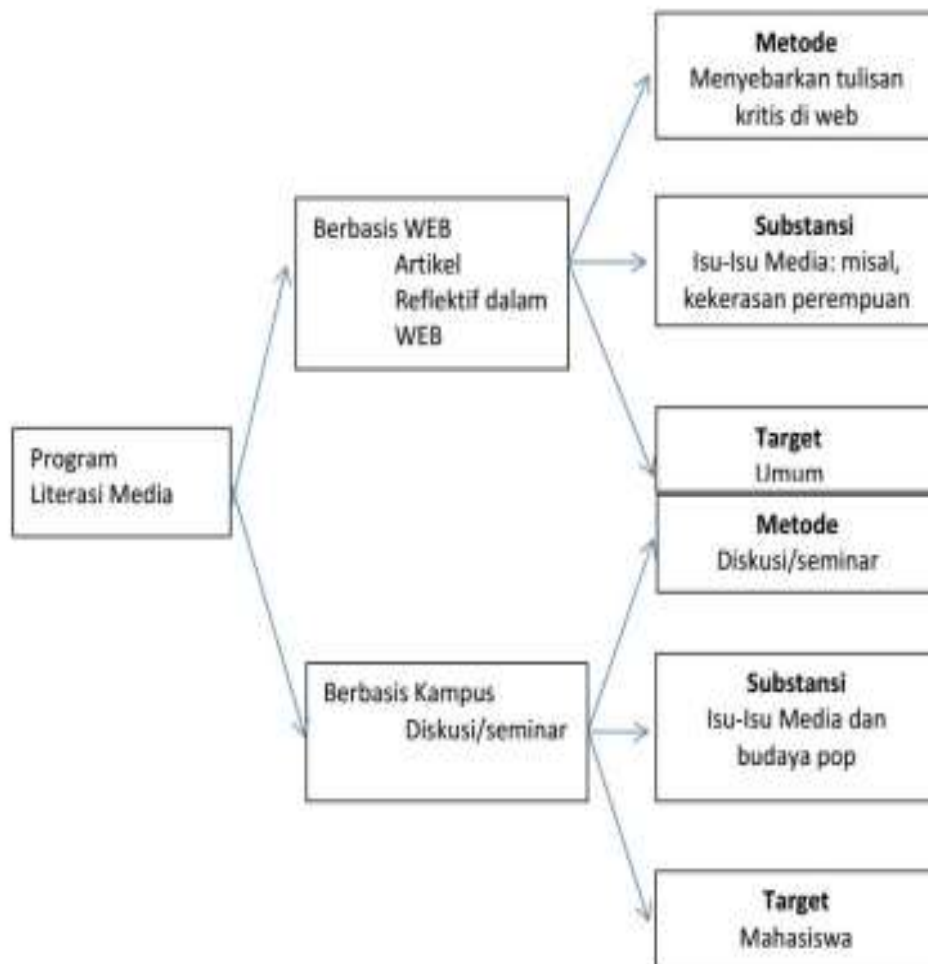 Program
Literasi Media
Berbasis WEB
Artikel
Reflektif dalam
WEB
Metode
Menyebarkan tulisan
kritis di web
Substansi
Isu-Isu Media: misal,
kekerasan perempuan
Target
Umum
Berbasis Kampus
Diskusi/seminar
Metode
Diskusi/seminar
Substansi
Isu-Isu Media dan
budaya pop
Target
Mahasiswa